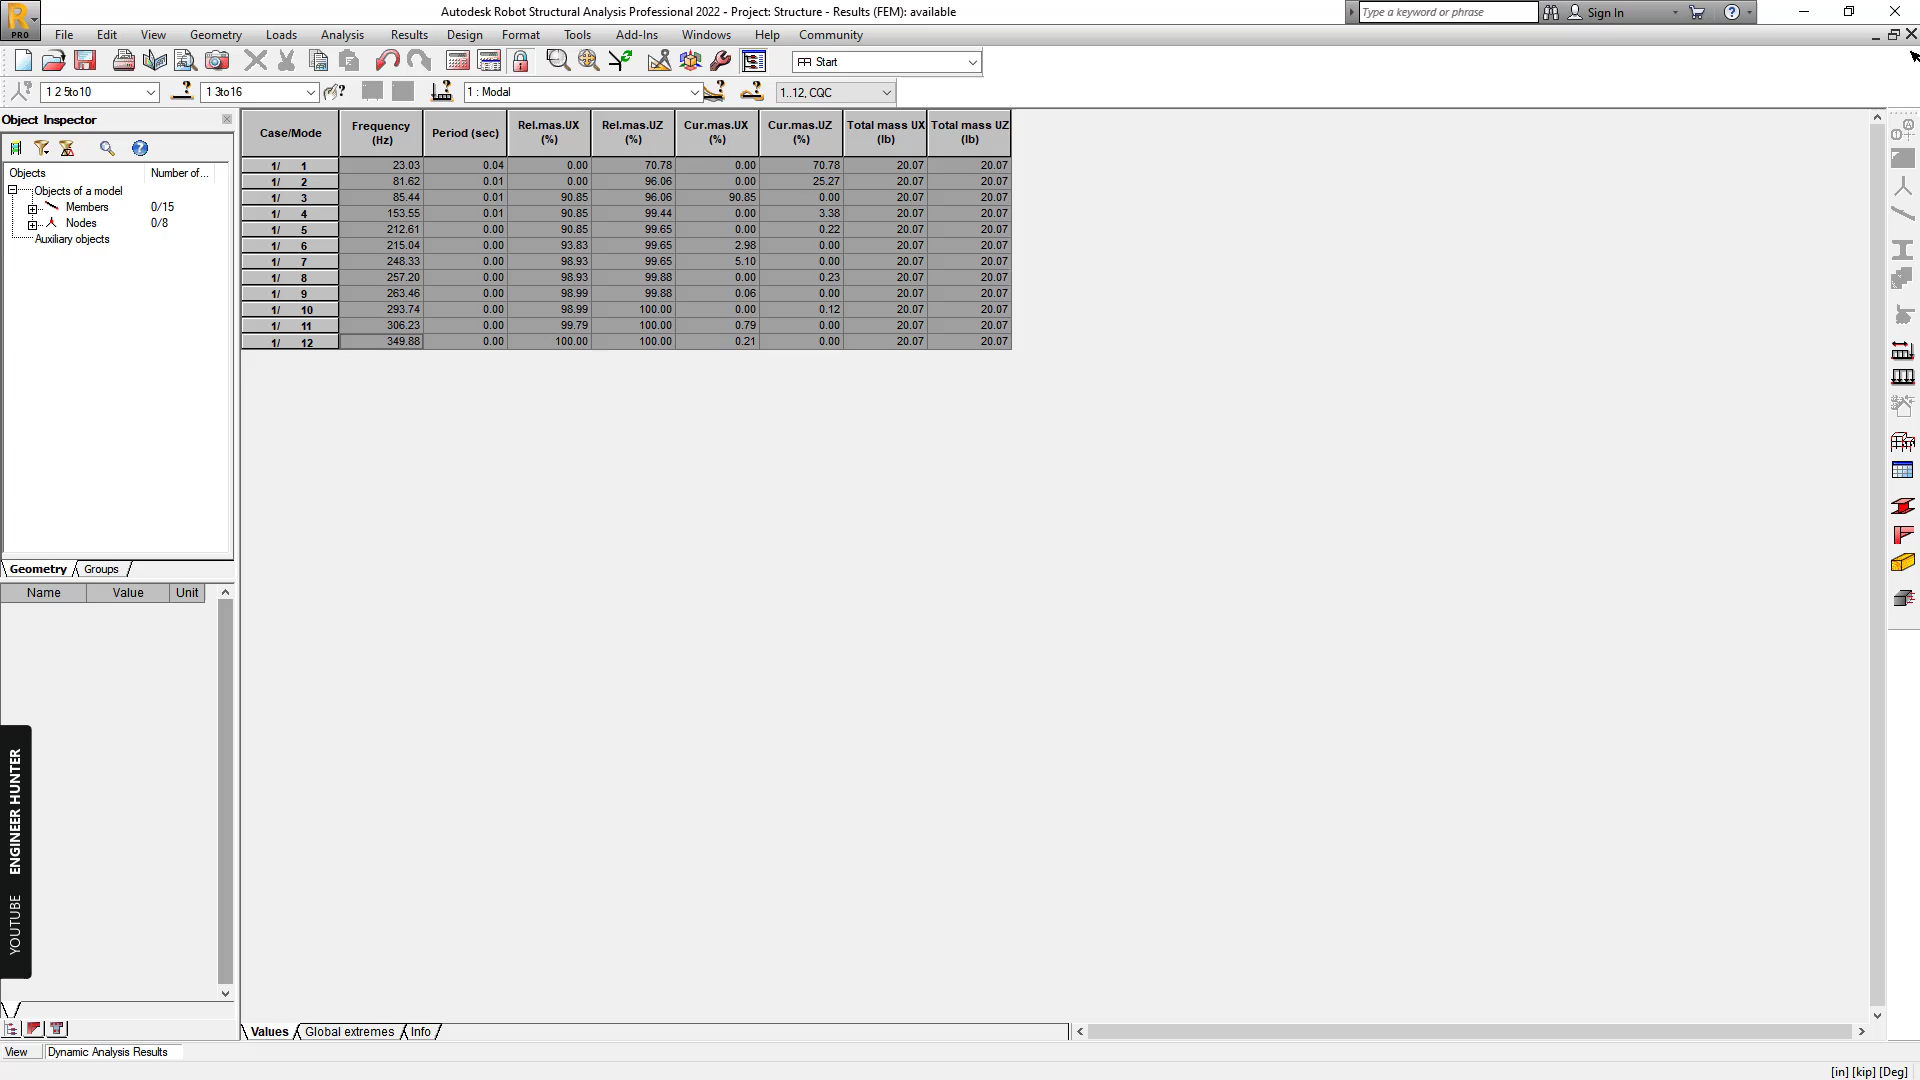 Autodesk Robot Structural Analysis Professional 2022 - Project: Structure - Results (FEM): available
Type a keyword or phrase
Sign In
PRO
File Edit View Geometry Loads Analysis Results Design Format Tools Add-Ins Windows Help Community
Start
1 2 5to10
1 3to16
1 : Modal
1..12, CQC
Object Inspector
Objects Number of...
Objects of a model
Members 0/15
Nodes 0/8
Auxiliary objects
Geometry Groups
Name Value Unit
Case/Mode Frequency (Hz) Period (sec) Rel.mas.UX (%) Rel.mas.UZ (%) Cur.mas.UX (%) Cur.mas.UZ (%) Total mass UX (lb) Total mass UZ (lb)
1/ 1 23.03 0.04 0.00 70.78 0.00 70.78 20.07 20.07
1/ 2 81.62 0.01 0.00 96.06 0.00 25.27 20.07 20.07
1/ 3 85.44 0.01 90.85 96.06 90.85 0.00 20.07 20.07
1/ 4 153.55 0.01 90.85 99.44 0.00 3.38 20.07 20.07
1/ 5 212.61 0.00 90.85 99.65 0.00 0.22 20.07 20.07
1/ 6 215.04 0.00 93.83 99.65 2.98 0.00 20.07 20.07
1/ 7 248.33 0.00 98.93 99.65 5.10 0.00 20.07 20.07
1/ 8 257.20 0.00 98.93 99.88 0.00 0.23 20.07 20.07
1/ 9 263.46 0.00 98.99 99.88 0.06 0.00 20.07 20.07
1/ 10 293.74 0.00 98.99 100.00 0.00 0.12 20.07 20.07
1/ 11 306.23 0.00 99.79 100.00 0.79 0.00 20.07 20.07
1/ 12 349.88 0.00 100.00 100.00 0.21 0.00 20.07 20.07
YOUTUBE ENGINEER HUNTER
Values Global extremes Info
View Dynamic Analysis Results
[in] [kip] [Deg]